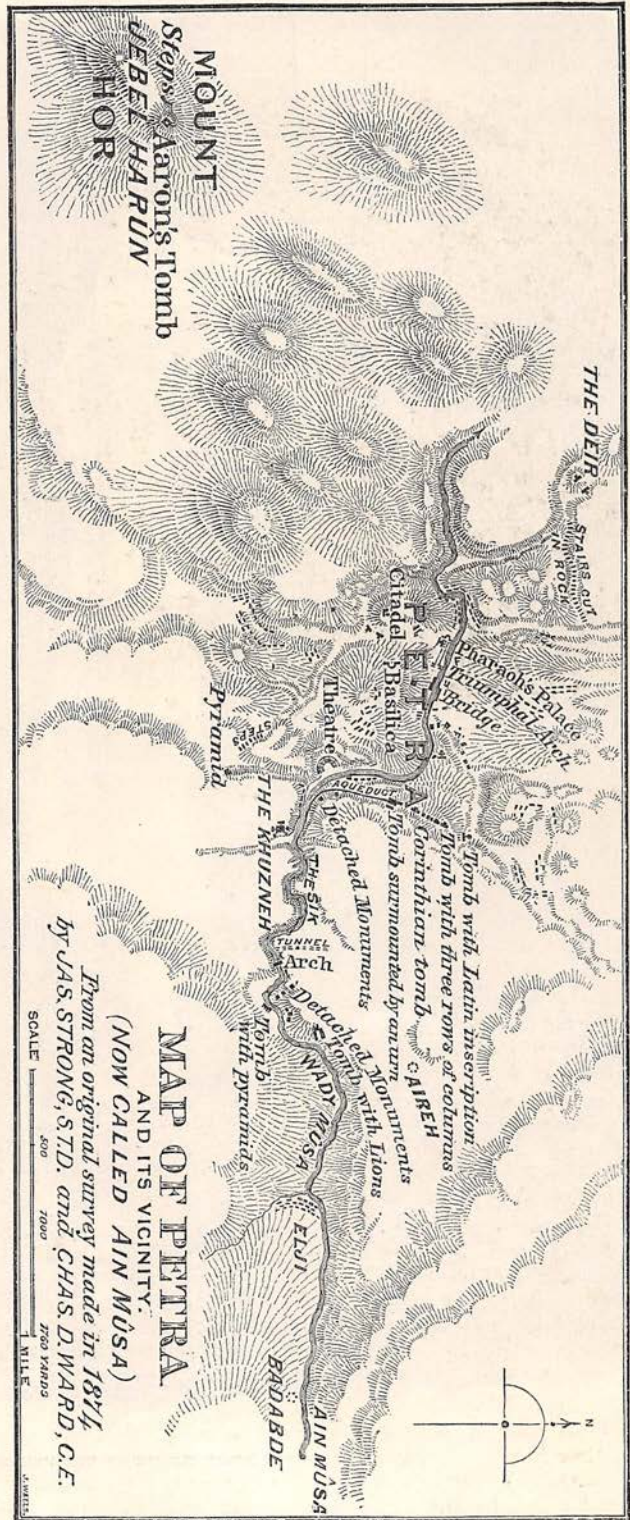 MAP OF PETRA
AND ITS VICINITY.
(NOW CALLED AIN MÛSA)
From an original survey made in 1874,
by JAS. STRONG, S.T.D. and CHAS. D. WARD, C.E.
SCALE
500
1000
1760 YARDS
1 MILE
N
MOUNT
Steps
Aaron's Tomb
JEBEL HARÛN
HOR
THE DEIR
STAIRS CUT
IN ROCK
PETRA
Pharaohs Palace
Triumphal Arch
Bridge
Citadel
Basilica
Theatre
STEPS
Pyramid
AQUEDUCT
Tomb with Latin inscription
Tomb with three rows of columns
Corinthian tomb
Tomb surmounted by an urn
Detached Monuments
THE KHUZNEH
THE SIK
TUNNEL
Arch
AIREH
Detached Monuments
Tomb with Lions
Tomb
with pyramids
WADY MÛSA
ELJI
BADABDE
AIN MÛSA